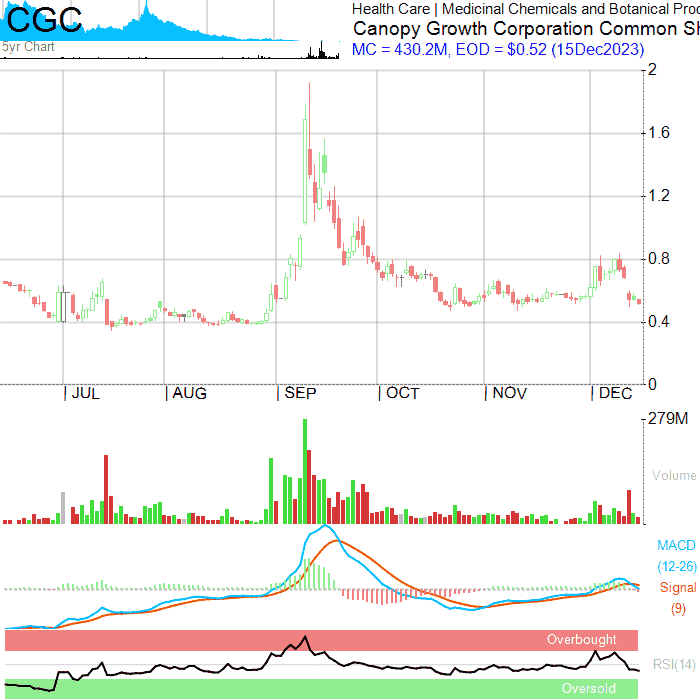 CGC
5yr Chart
Health Care | Medicinal Chemicals and Botanical Prod
Canopy Growth Corporation Common Sh
MC = 430.2M, EOD = $0.52 (15Dec2023)
2
1.6
1.2
0.8
0.4
0
JUL AUG SEP OCT NOV DEC
279M
Volume
MACD
(12-26)
Signal
(9)
Overbought
RSI(14)
Oversold